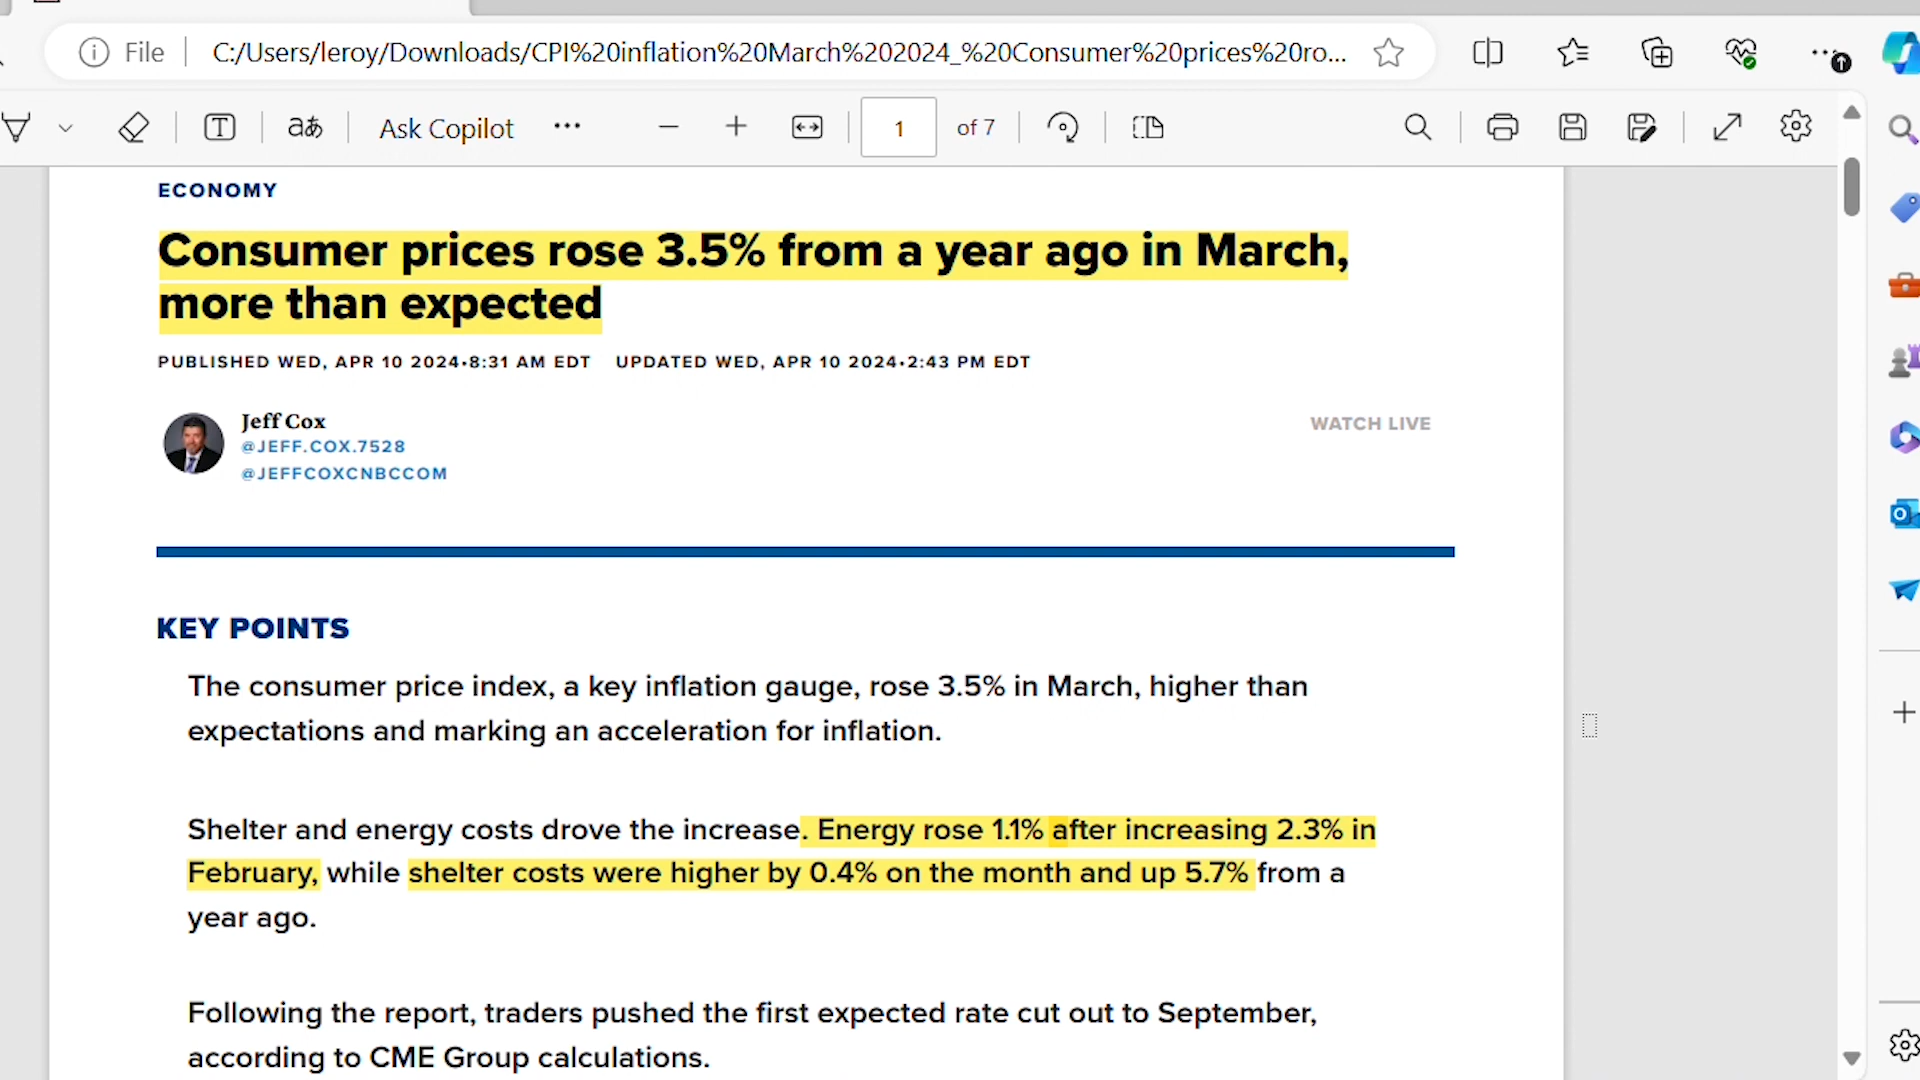 File
C:/Users/leroy/Downloads/CPI%20inflation%20March%202024_%20Consumer%20prices%20ro...
T
aあ
Ask Copilot
1
of 7
ECONOMY
Consumer prices rose 3.5% from a year ago in March,
more than expected
PUBLISHED WED, APR 10 2024•8:31 AM EDT UPDATED WED, APR 10 2024•2:43 PM EDT
Jeff Cox
@JEFF.COX.7528
@JEFFCOXCNBCCOM
WATCH LIVE
KEY POINTS
The consumer price index, a key inflation gauge, rose 3.5% in March, higher than
expectations and marking an acceleration for inflation.
Shelter and energy costs drove the increase. Energy rose 1.1% after increasing 2.3% in
February, while shelter costs were higher by 0.4% on the month and up 5.7% from a
year ago.
Following the report, traders pushed the first expected rate cut out to September,
according to CME Group calculations.